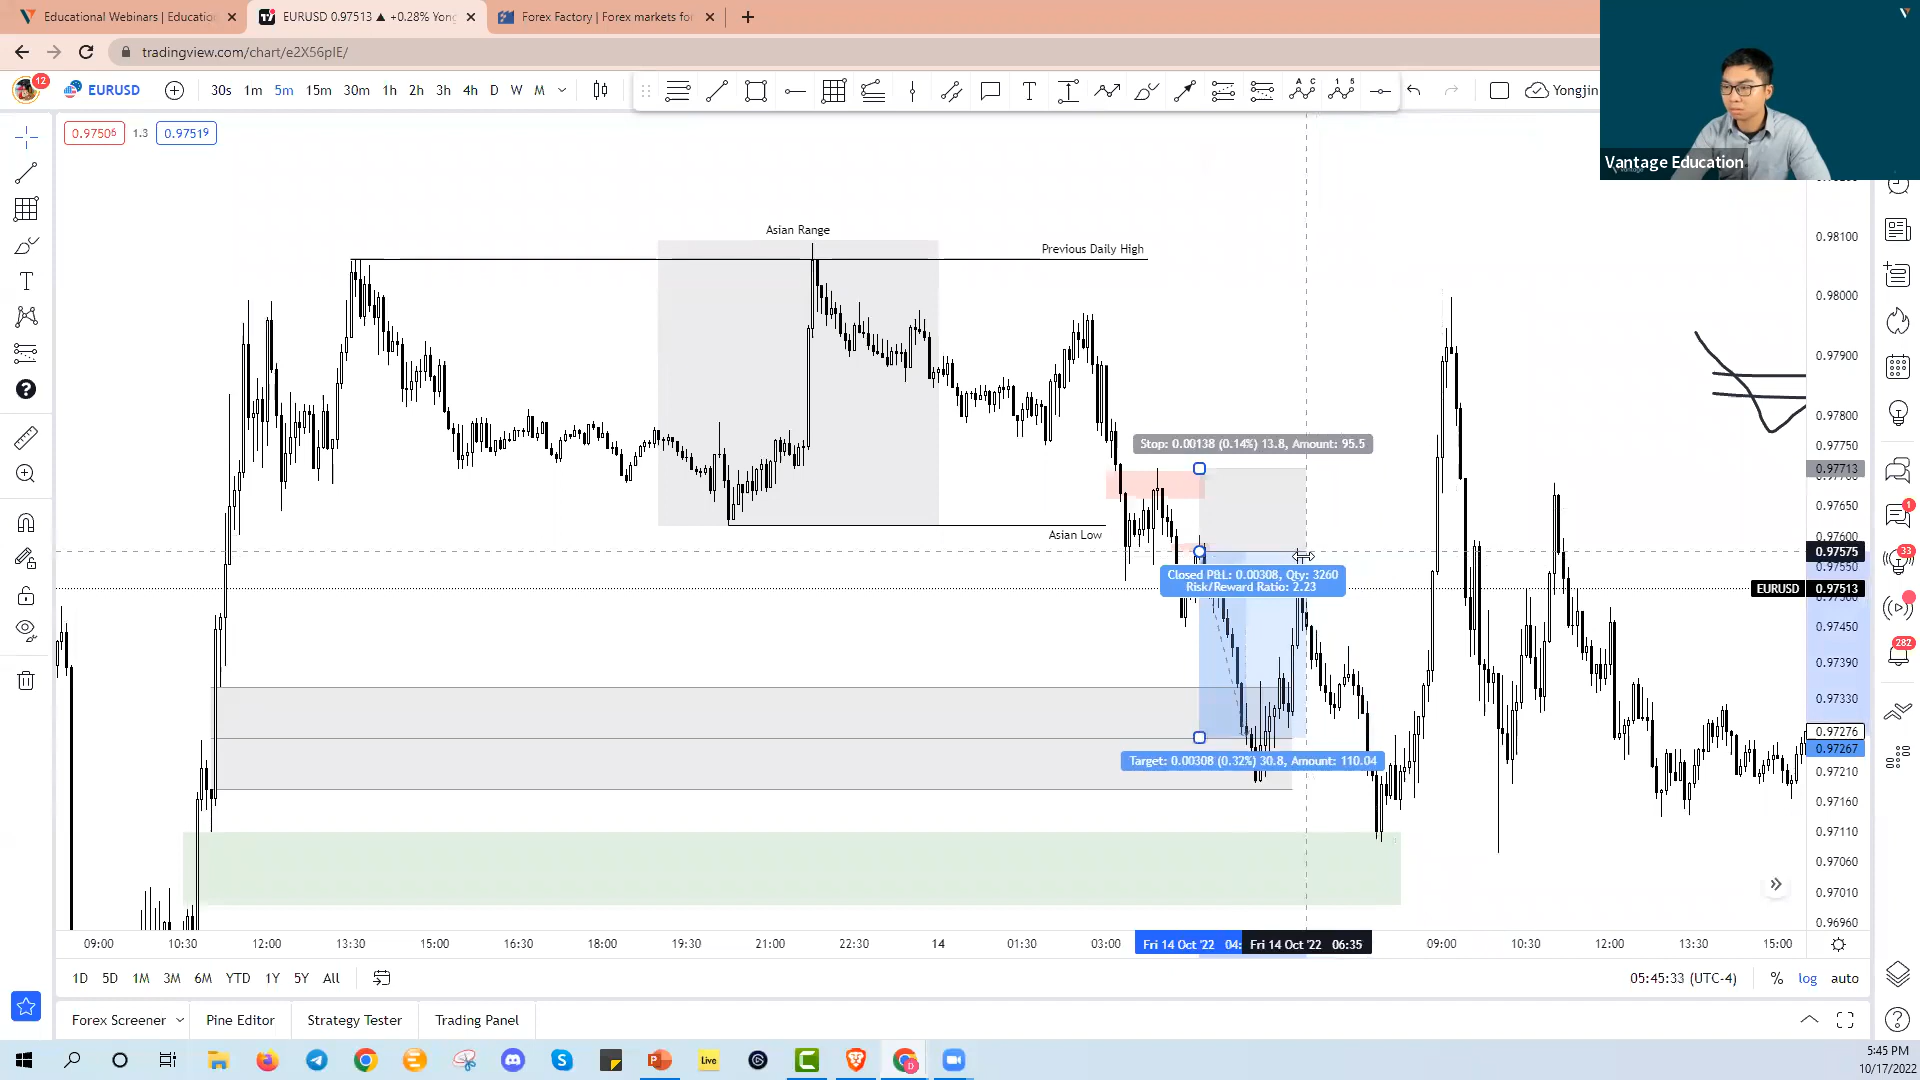 Educational Webinars | Educatio
EURUSD 0.97513 ▲ +0.28% Yong
Forex Factory | Forex markets for
tradingview.com/chart/e2X56pIE/
12
EURUSD
30s 1m 5m 15m 30m 1h 2h 3h 4h D W M
Yongjin
Vantage Education
0.97506 1.3 0.97519
Asian Range
Previous Daily High
Asian Low
Stop: 0.00138 (0.14%) 13.8, Amount: 95.5
Closed P&L: 0.00308, Qty: 3260
Risk/Reward Ratio: 2.23
Target: 0.00308 (0.32%) 30.8, Amount: 110.04
0.98100
0.98000
0.97900
0.97800
0.97750
0.97713
0.97650
0.97600
0.97575
0.97550
EURUSD 0.97513
0.97450
0.97390
0.97330
0.97276
0.97267
0.97210
0.97160
0.97110
0.97060
0.97010
0.96960
1
33
282
09:00 10:30 12:00 13:30 15:00 16:30 18:00 19:30 21:00 22:30 14 01:30 03:00 Fri 14 Oct '22 04: Fri 14 Oct '22 06:35 09:00 10:30 12:00 13:30 15:00
1D 5D 1M 3M 6M YTD 1Y 5Y All
05:45:33 (UTC-4) % log auto
Forex Screener Pine Editor Strategy Tester Trading Panel
Live
5:45 PM
10/17/2022